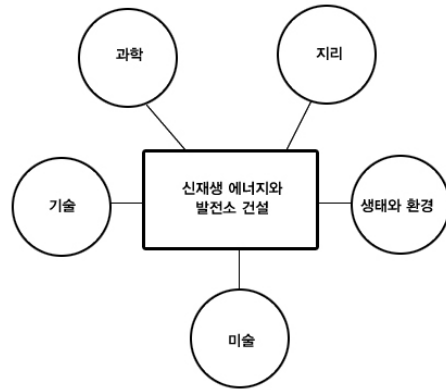 과학
지리
신재생 에너지와
발전소 건설
기술
생태와 환경
미술